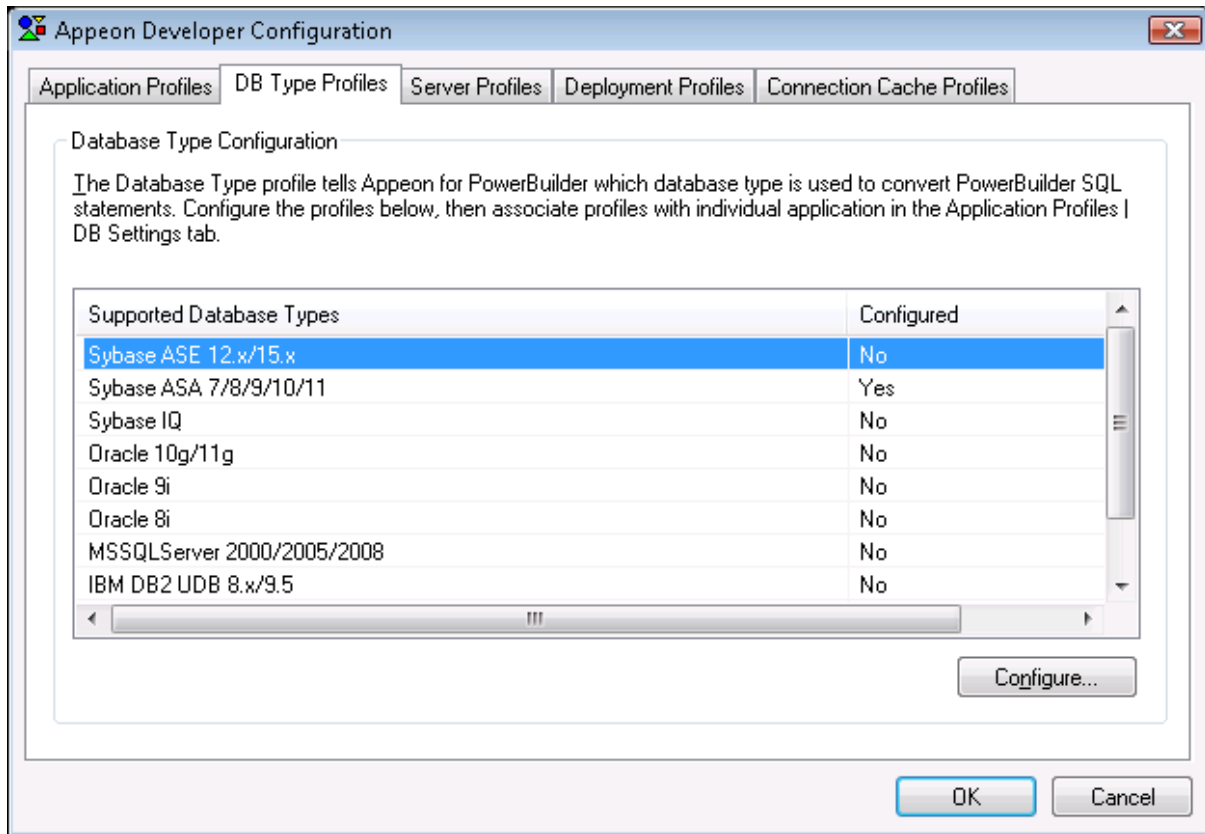 Appeon Developer Configuration
Application Profiles DB Type Profiles Server Profiles Deployment Profiles Connection Cache Profiles
Database Type Configuration
The Database Type profile tells Appeon for PowerBuilder which database type is used to convert PowerBuilder SQL
statements. Configure the profiles below, then associate profiles with individual application in the Application Profiles |
DB Settings tab.
Supported Database Types Configured
Sybase ASE 12.x/15.x No
Sybase ASA 7/8/9/10/11 Yes
Sybase IQ No
Oracle 10g/11g No
Oracle 9i No
Oracle 8i No
MSSQLServer 2000/2005/2008 No
IBM DB2 UDB 8.x/9.5 No
Configure...
OK Cancel